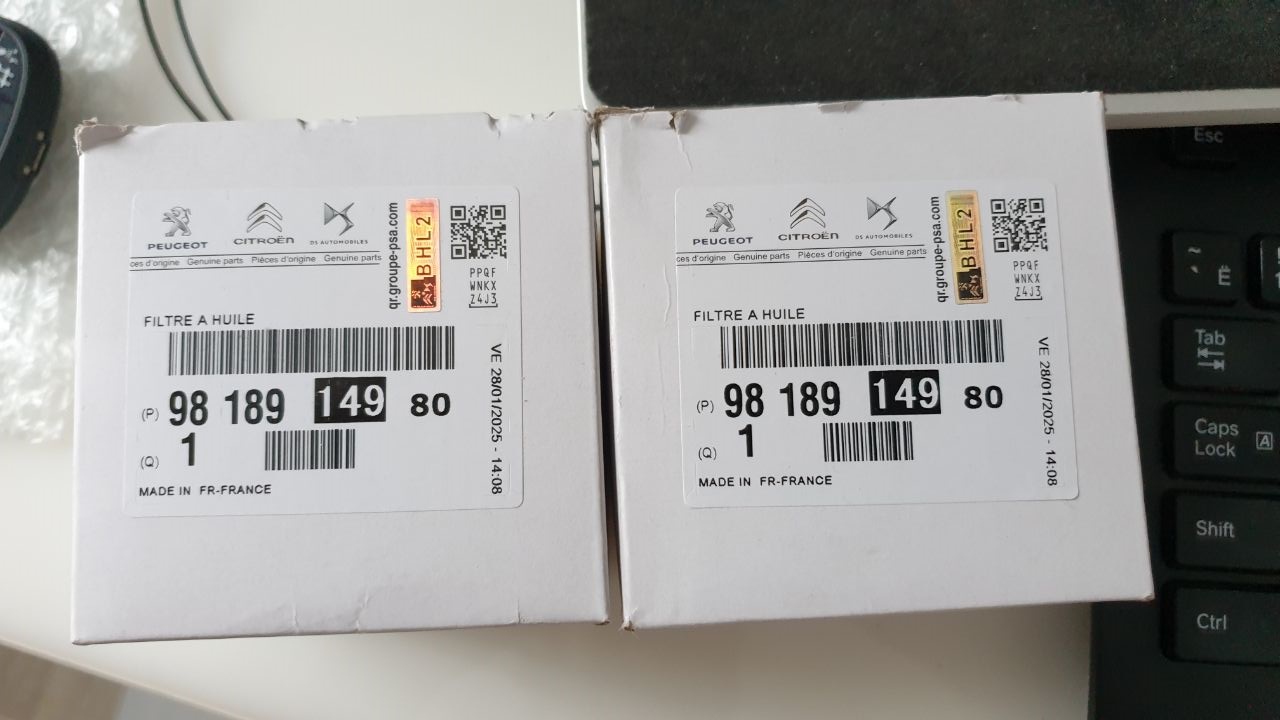 PEUGEOT CITROËN DS AUTOMOBILES
ces d'origine Genuine parts Pièces d'origine Genuine parts
qr.groupe-psa.com
BHL2
PPQF
WNKX
Z4J3
FILTRE A HUILE
(P) 98 189 149 80
(Q) 1
VE 28/01/2025 - 14:08
MADE IN FR-FRANCE
PEUGEOT CITROËN DS AUTOMOBILES
ces d'origine Genuine parts Pièces d'origine Genuine parts
qr.groupe-psa.com
BHL2
PPQF
WNKX
Z4J3
FILTRE A HUILE
(P) 98 189 149 80
(Q) 1
VE 28/01/2025 - 14:08
MADE IN FR-FRANCE
Esc
~ Ё
Tab
Caps
Lock A
Shift
Ctrl